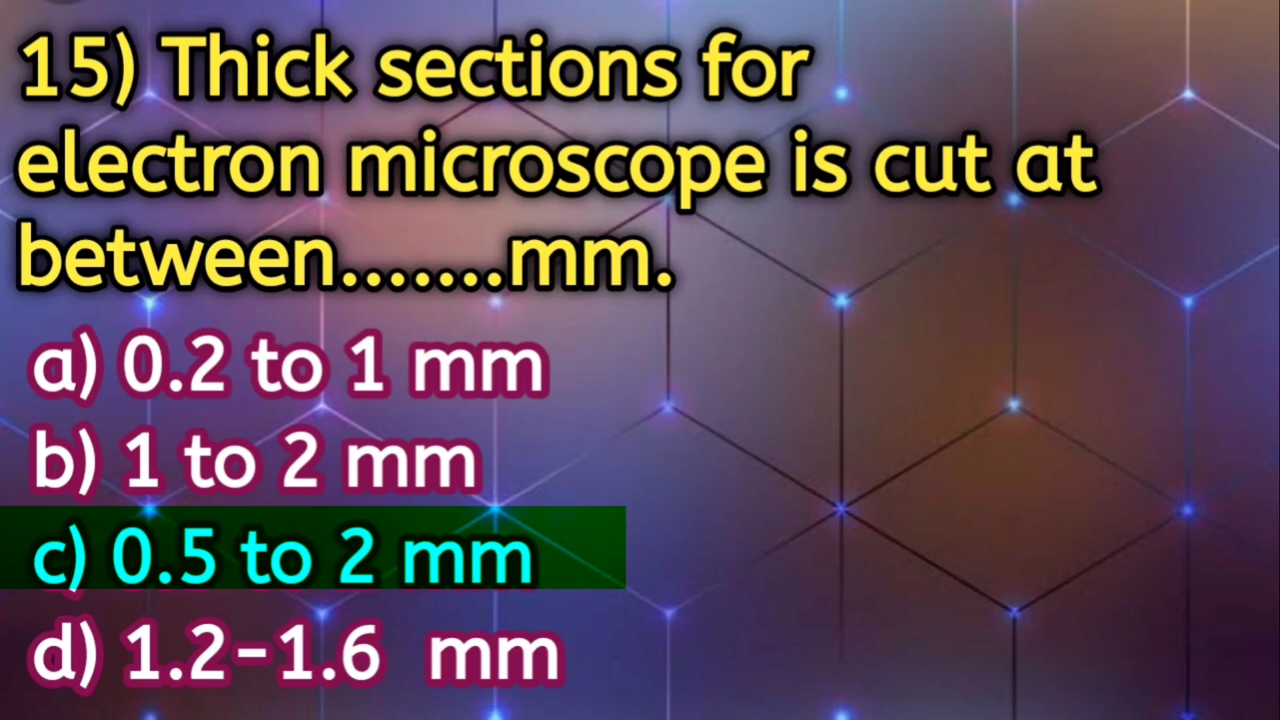 15) Thick sections for
electron microscope is cut at
between.......mm.
a) 0.2 to 1 mm
b) 1 to 2 mm
c) 0.5 to 2 mm
d) 1.2-1.6 mm